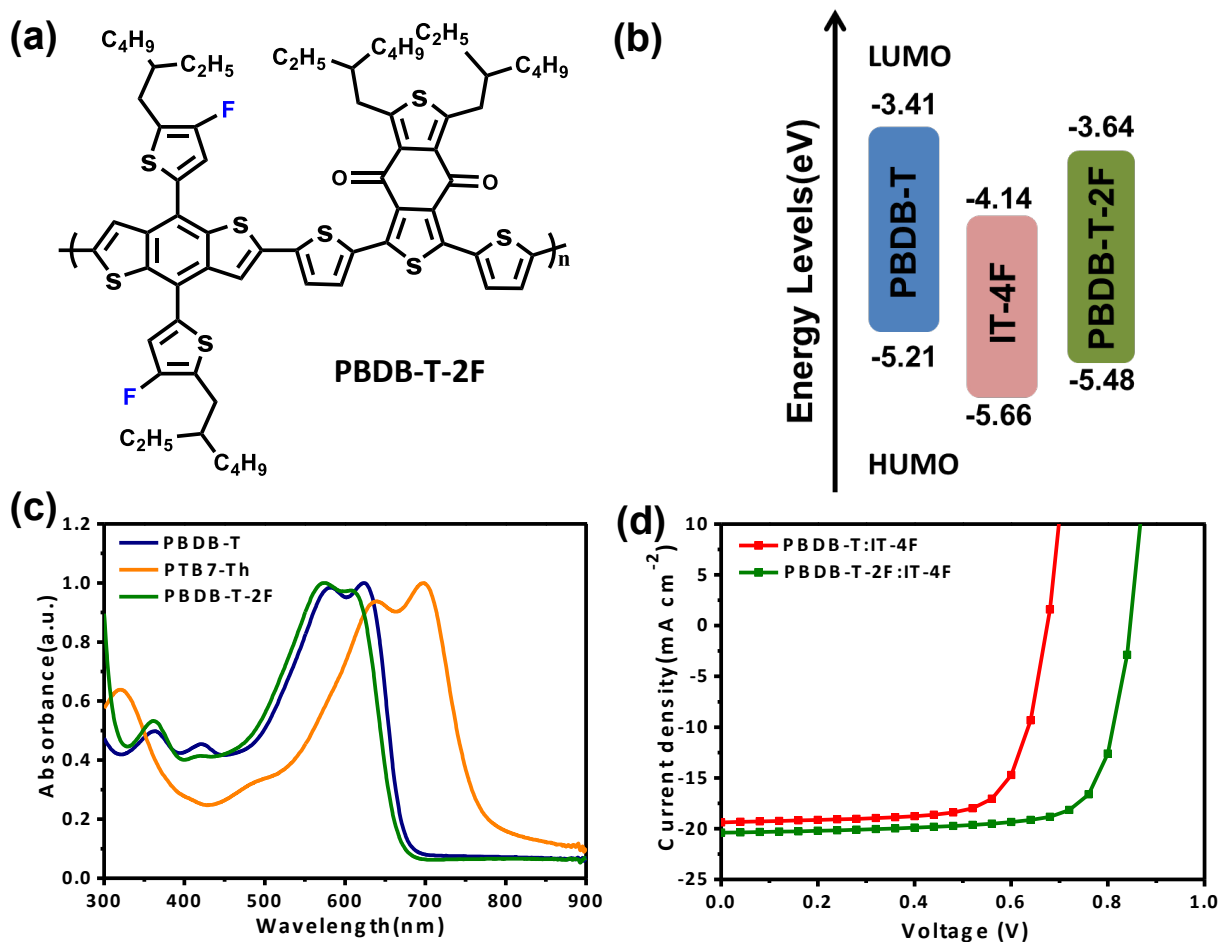 (a)
C4H9
C2H5
F
S
C2H5
C4H9
C2H5
C4H9
S
O
O
S
S
S
S
S
n
S
F
C2H5
C4H9
PBDB-T-2F
(b)
Energy Levels(eV)
LUMO
-3.41
-3.64
-4.14
PBDB-T
IT-4F
PBDB-T-2F
-5.21
-5.48
-5.66
HUMO
(c)
Absorbance(a.u.)
1.2
1.0
0.8
0.6
0.4
0.2
0.0
PBDB-T
PTB7-Th
PBDB-T-2F
300 400 500 600 700 800 900
Wavelength(nm)
(d)
Current density(mA cm-2)
10
5
0
-5
-10
-15
-20
-25
PBDB-T:IT-4F
PBDB-T-2F:IT-4F
0.0 0.2 0.4 0.6 0.8 1.0
Voltage (V)